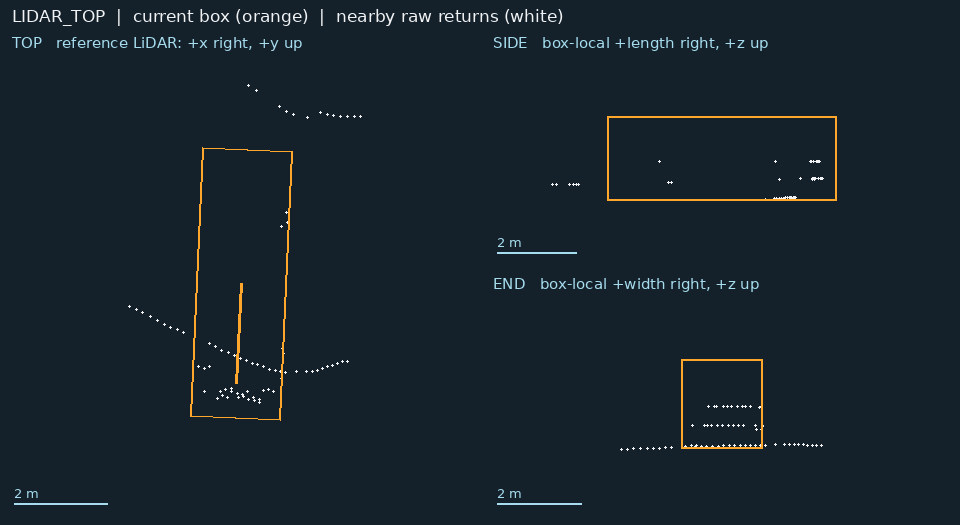 LIDAR_TOP | current box (orange) | nearby raw returns (white)
TOP reference LiDAR: +x right, +y up
SIDE box-local +length right, +z up
2 m
END box-local +width right, +z up
2 m
2 m